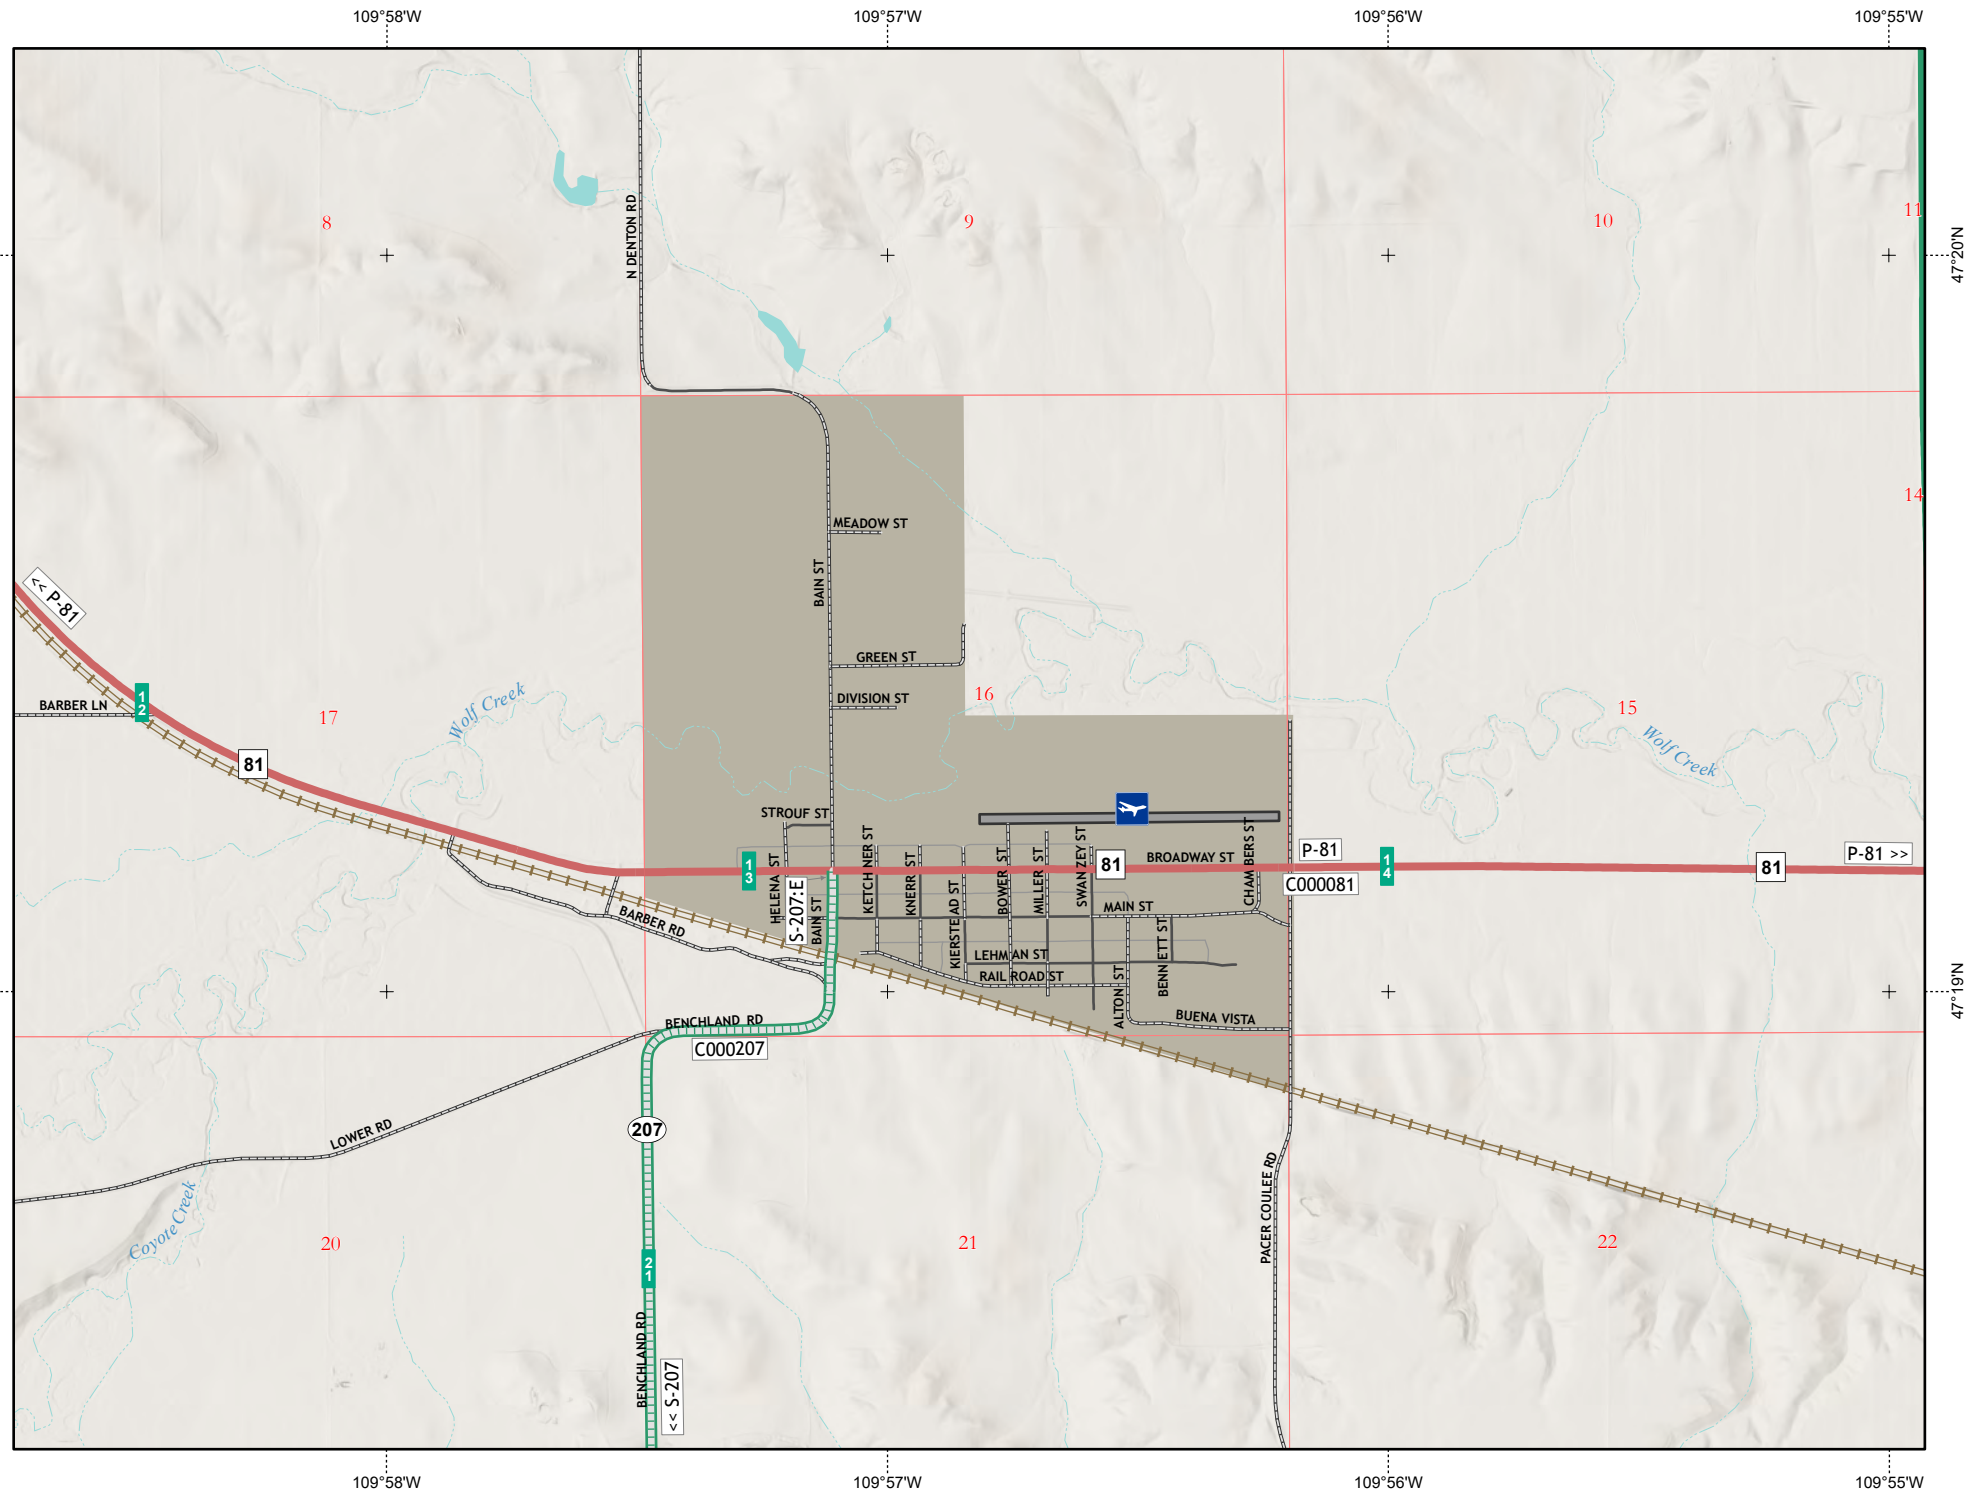 109°58'W
109°57'W
109°56'W
109°55'W
8
9
10
11
N DENTON RD
47°20'N
14
MEADOW ST
BAIN ST
<< P-81
GREEN ST
16
DIVISION ST
BARBER LN
1
2
17
Wolf Creek
15
Wolf Creek
81
STROUF ST
KETCHNER ST
KNERR ST
KIERSTEAD ST
BOWER ST
MILLER ST
SWANZEY ST
CHAMBERS ST
HELENA ST
1
3
81
BROADWAY ST
P-81
C000081
1
4
81
P-81 >>
S-207:E
BAIN ST
MAIN ST
BARBER RD
LEHMAN ST
RAIL ROAD ST
ALTON ST
BENNETT ST
BUENA VISTA
47°19'N
BENCHLAND RD
C000207
207
LOWER RD
Coyote Creek
20
21
22
PACER COULEE RD
2
1
BENCHLAND RD
<< S-207
109°58'W
109°57'W
109°56'W
109°55'W